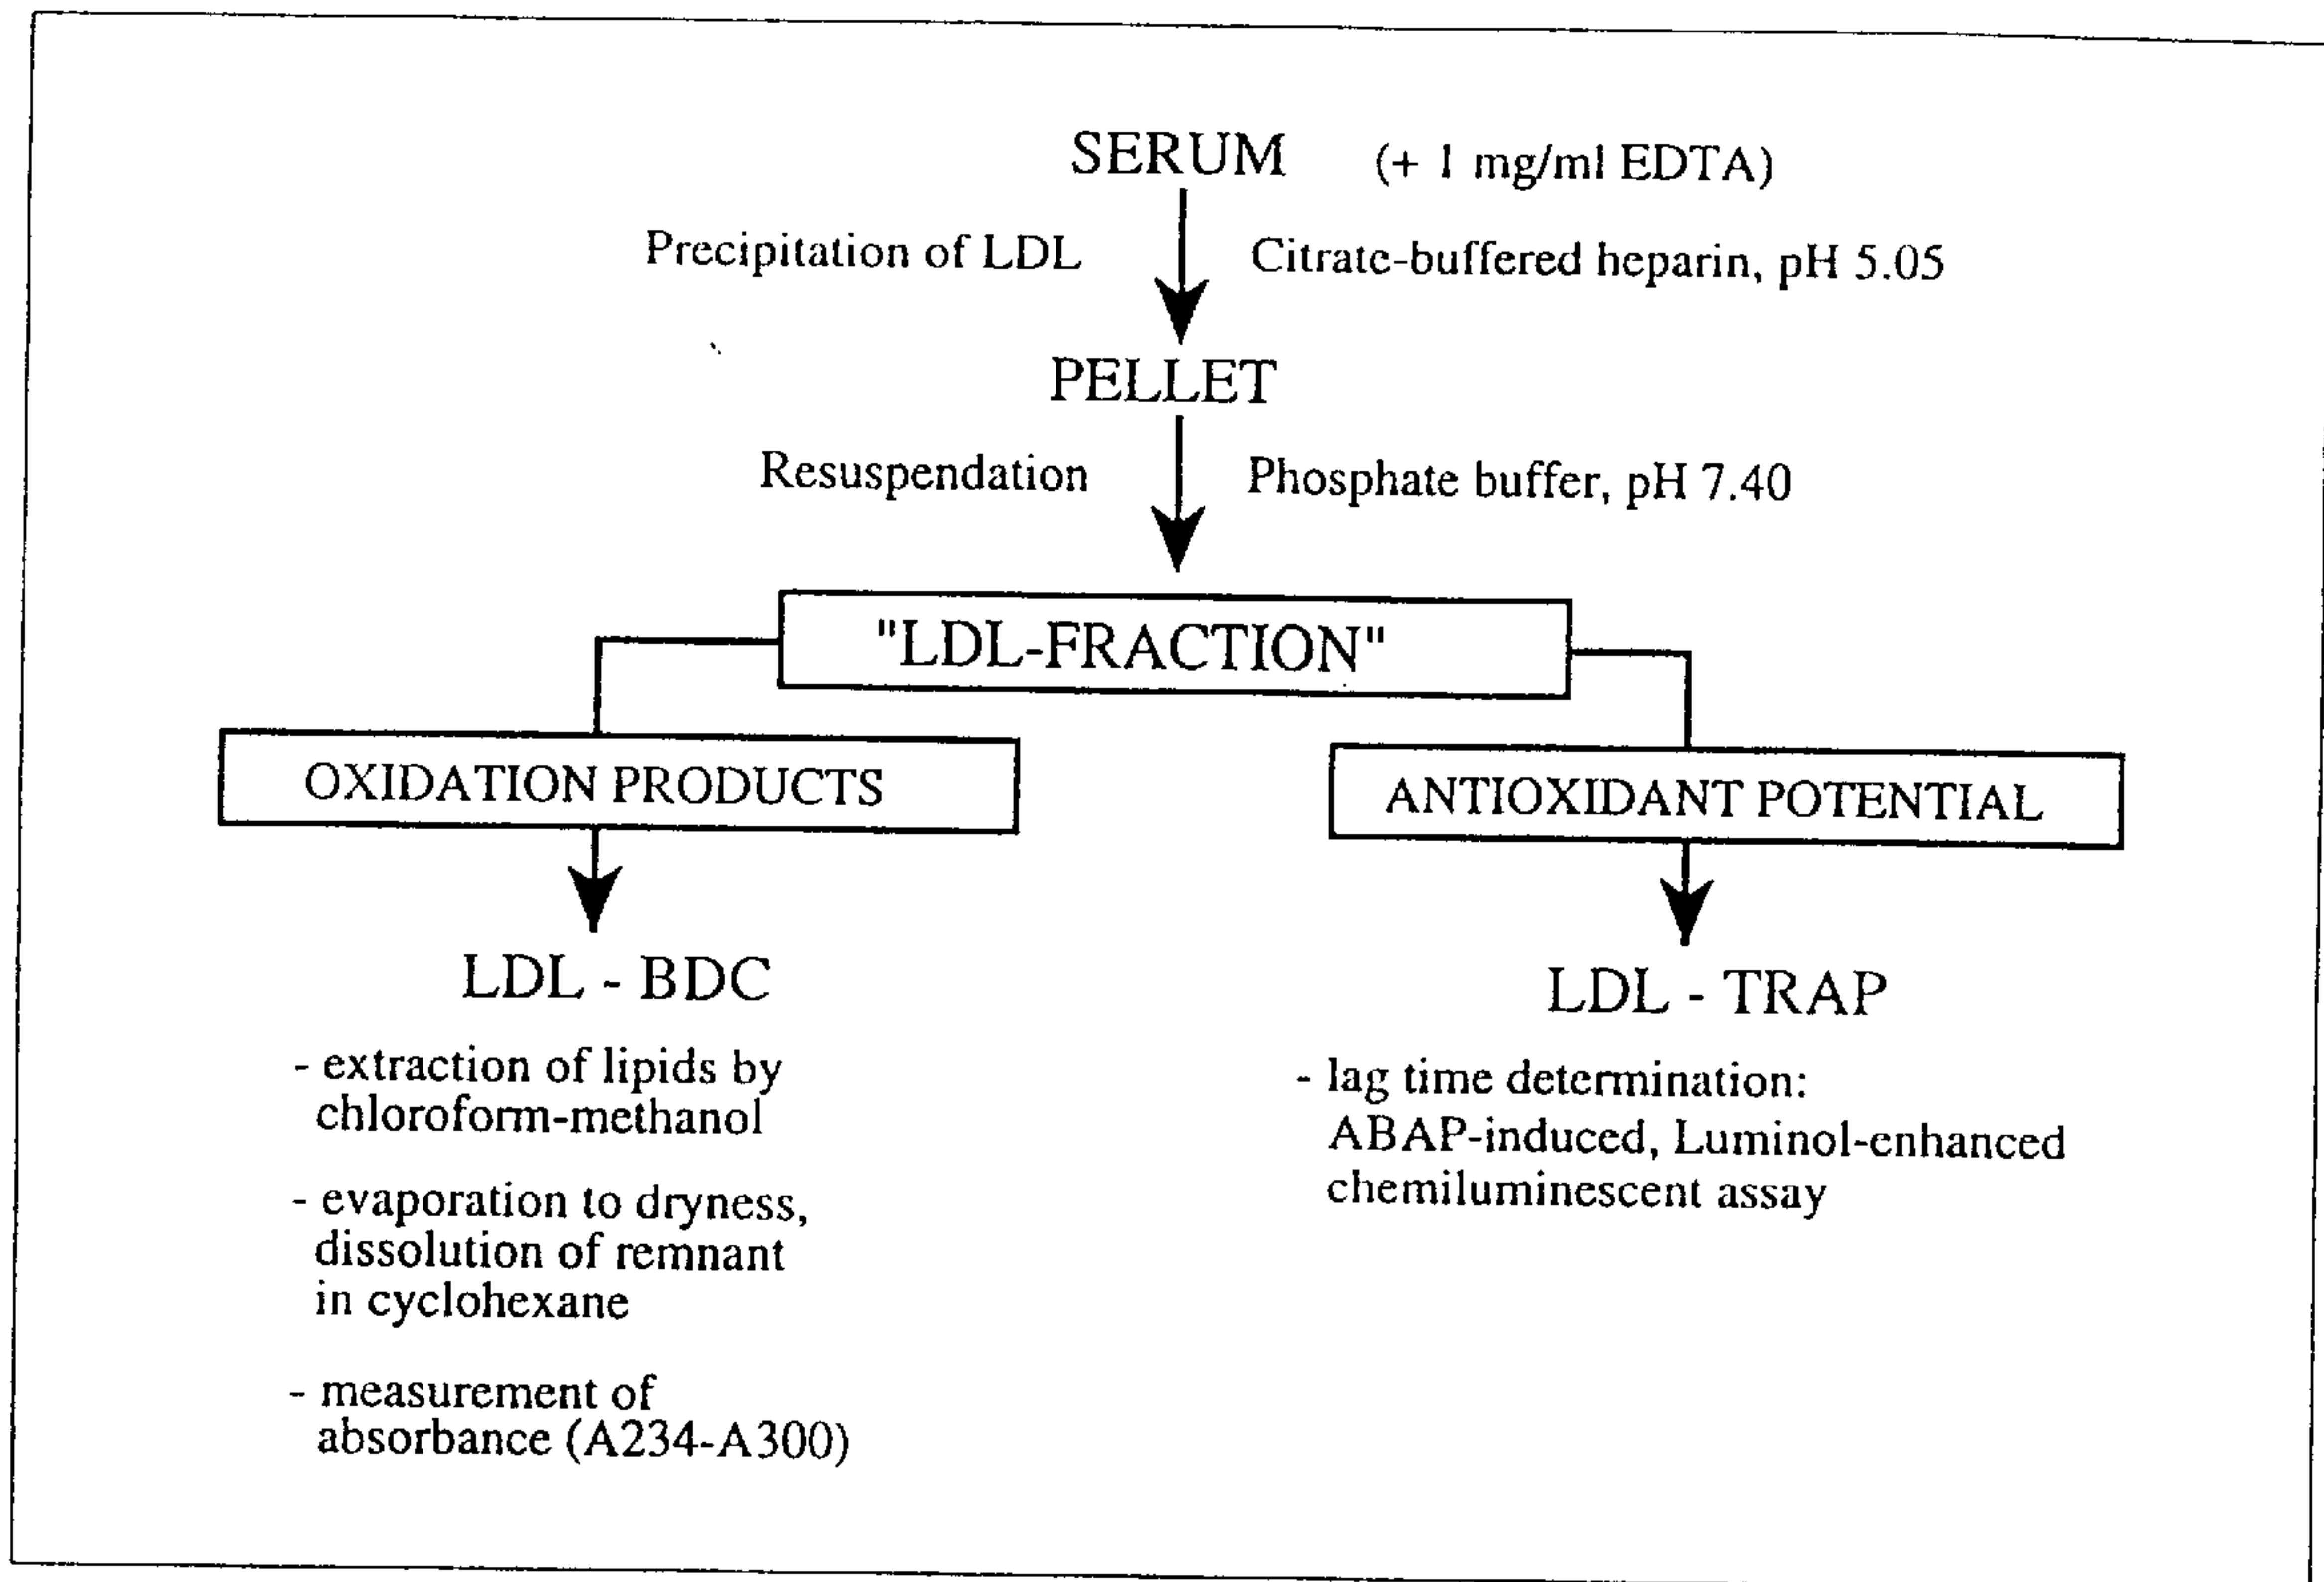 SERUM (+ 1 mg/ml EDTA)
Precipitation of LDL
Citrate-buffered heparin, pH 5.05
PELLET
Resuspendation
Phosphate buffer, pH 7.40
"LDL-FRACTION"
OXIDATION PRODUCTS
LDL - BDC
- extraction of lipids by
chloroform-methanol
- evaporation to dryness,
dissolution of remnant
in cyclohexane
- measurement of
absorbance (A234-A300)
ANTIOXIDANT POTENTIAL
LDL - TRAP
- lag time determination:
ABAP-induced, Luminol-enhanced
chemiluminescent assay